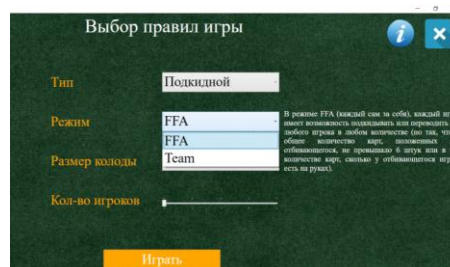 Выбор правил игры
Тип
Подкидной
Режим
FFA
FFA
Team
Размер колоды
Кол-во игроков
Играть
В режиме FFA (каждый сам за себя), каждый иг
имеет возможность подкидывать или переводить
любого игрока в любом количестве (но так, что
общее количество карт, положенных
отбивающегося, не превышало 6 штук или в
количестве карт, сколько у отбивающегося игр
есть на руках).